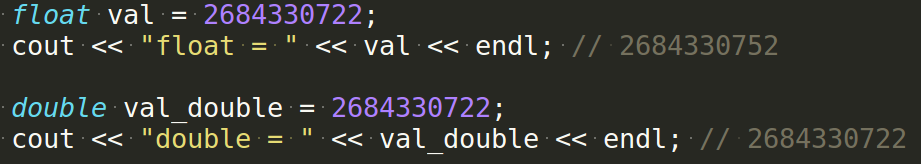 float val = 2684330722;
cout << "float = " << val << endl; // 2684330752
double val_double = 2684330722;
cout << "double = " << val_double << endl; // 2684330722